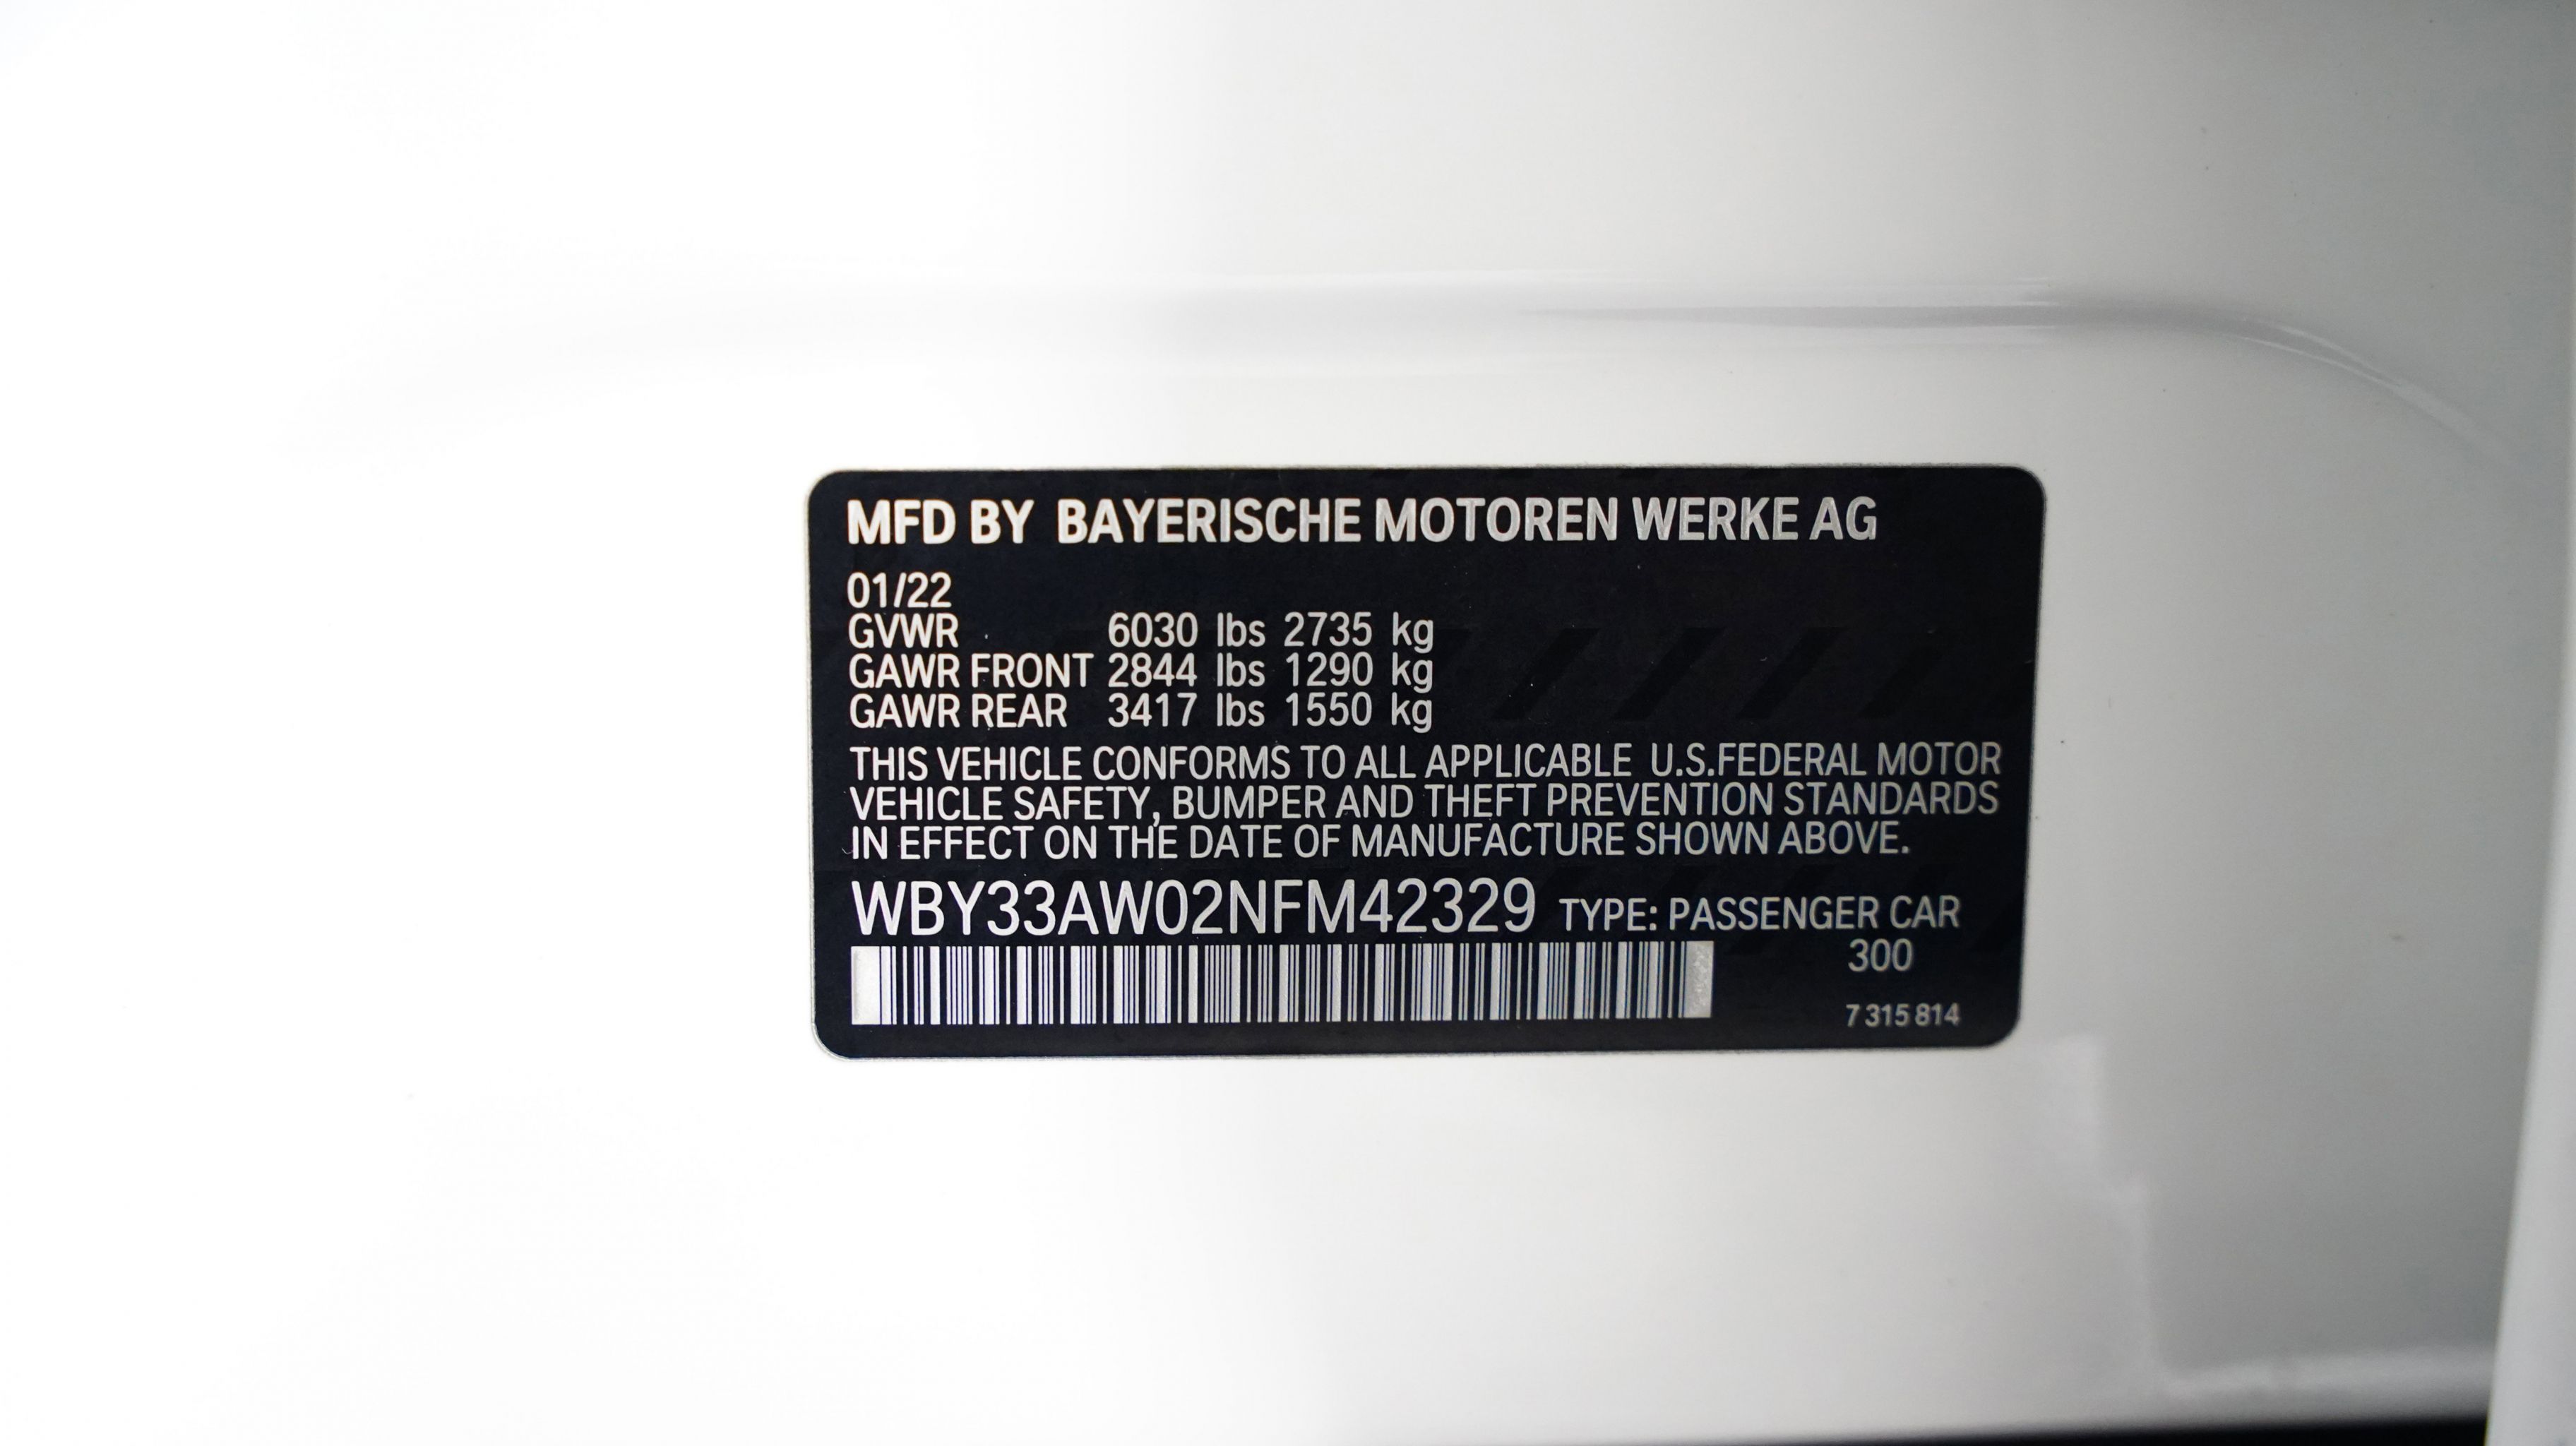 MFD BY BAYERISCHE MOTOREN WERKE AG
01/22
GVWR 6030 lbs 2735 kg
GAWR FRONT 2844 lbs 1290 kg
GAWR REAR 3417 lbs 1550 kg
THIS VEHICLE CONFORMS TO ALL APPLICABLE U.S.FEDERAL MOTOR
VEHICLE SAFETY, BUMPER AND THEFT PREVENTION STANDARDS
IN EFFECT ON THE DATE OF MANUFACTURE SHOWN ABOVE.
WBY33AW02NFM42329 TYPE: PASSENGER CAR
300
7 315 814